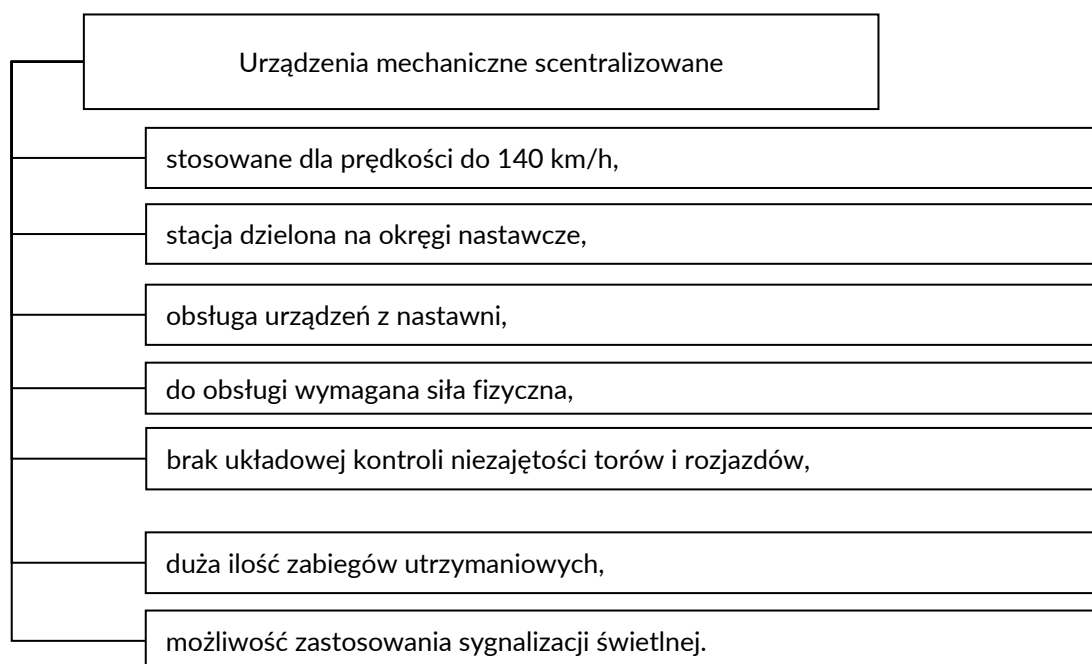 Urządzenia mechaniczne scentralizowane
stosowane dla prędkości do 140 km/h,
stacja dzielona na okręgi nastawcze,
obsługa urządzeń z nastawni,
do obsługi wymagana siła fizyczna,
brak układowej kontroli niezajętości torów i rozjazdów,
duża ilość zabiegów utrzymaniowych,
możliwość zastosowania sygnalizacji świetlnej.